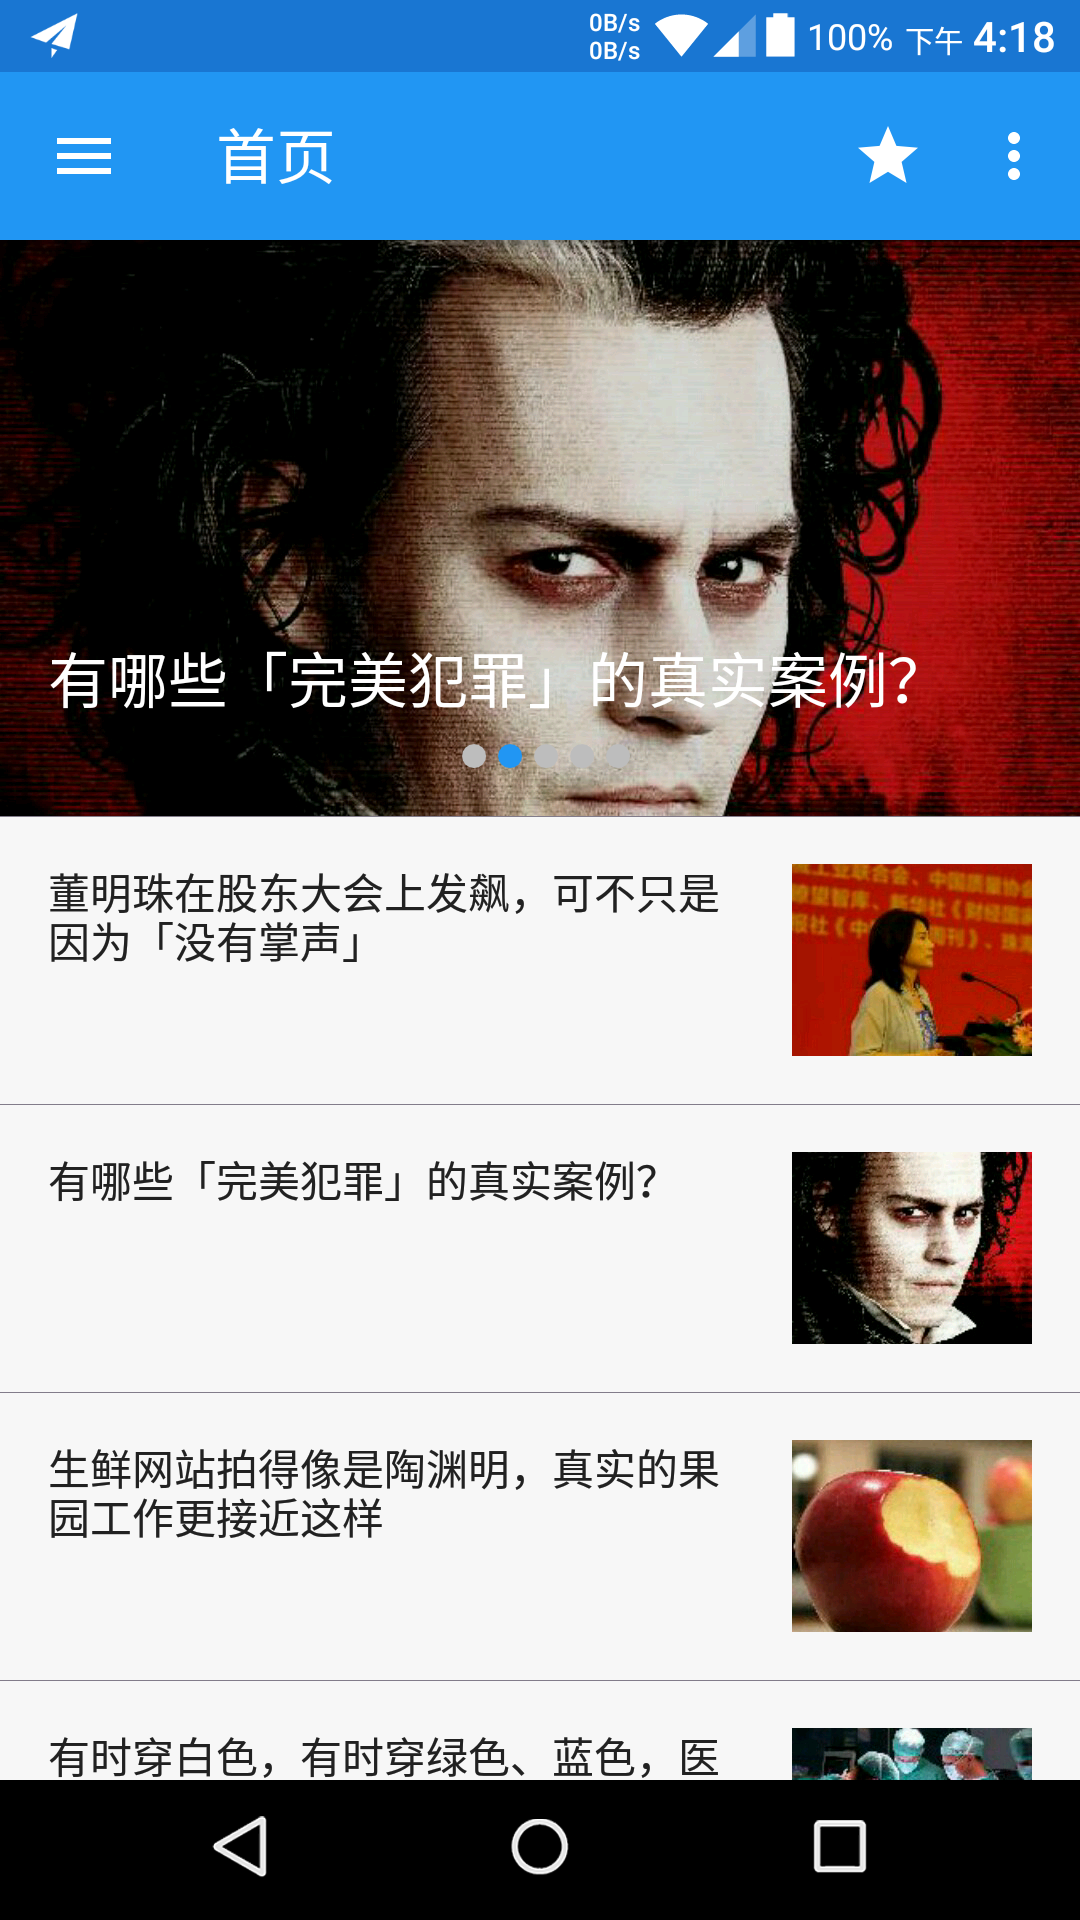 0B/s
0B/s
100% 下午 4:18
首页
有哪些「完美犯罪」的真实案例？
董明珠在股东大会上发飙，可不只是
因为「没有掌声」
有哪些「完美犯罪」的真实案例？
生鲜网站拍得像是陶渊明，真实的果
园工作更接近这样
有时穿白色，有时穿绿色、蓝色，医